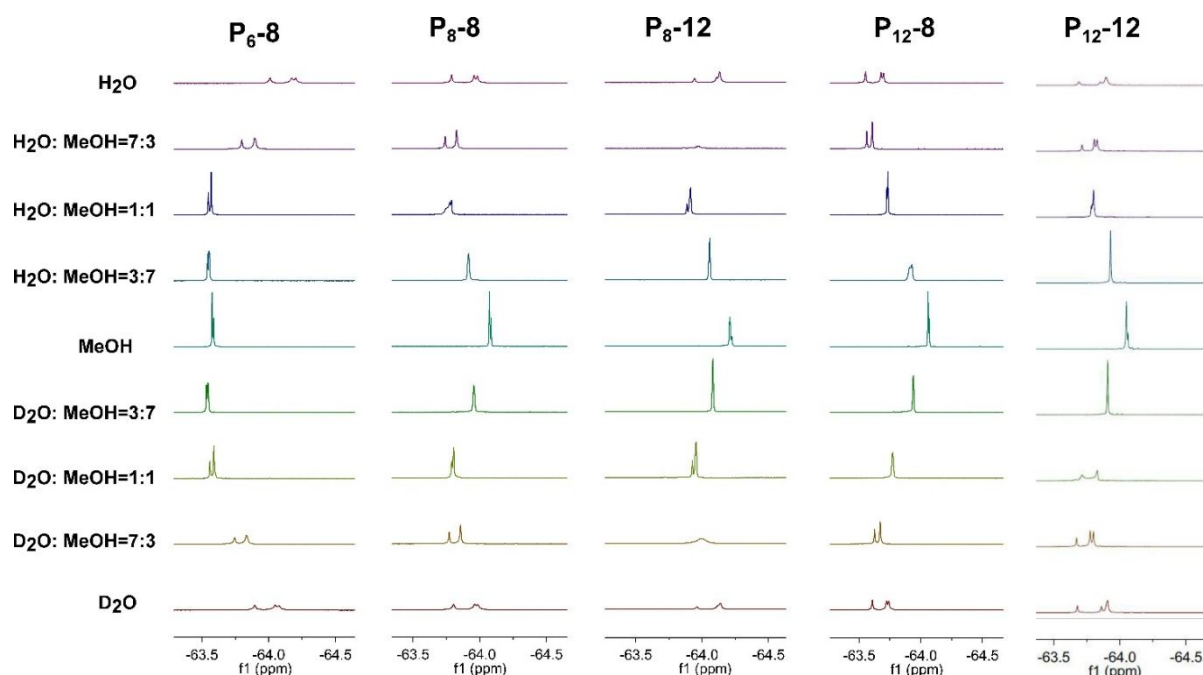 P₆-8 P₈-8 P₈-12 P₁₂-8 P₁₂-12
H₂O
H₂O: MeOH=7:3
H₂O: MeOH=1:1
H₂O: MeOH=3:7
MeOH
D₂O: MeOH=3:7
D₂O: MeOH=1:1
D₂O: MeOH=7:3
D₂O
-63.5 -64.0 -64.5 -63.5 -64.0 -64.5 -63.5 -64.0 -64.5 -63.5 -64.0 -64.5 -63.5 -64.0 -64.5
f1 (ppm) f1 (ppm) f1 (ppm) f1 (ppm) f1 (ppm)